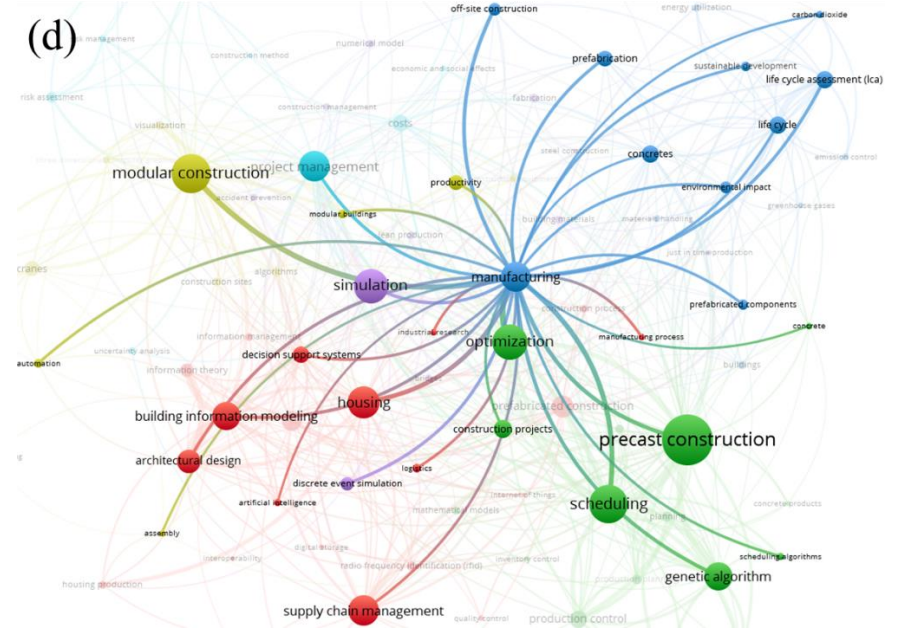 (d)
off-site construction
energy utilization
carbon dioxide
risk management
numerical model
construction method
prefabrication
sustainable development
economic and social effects
life cycle assessment (lca)
risk assessment
construction management
fabrication
visualization
costs
life cycle
steel construction
concretes
emission control
modular construction
project management
productivity
environmental impact
accident prevention
greenhouse gases
modular buildings
building materials
material handling
lean production
just in time production
cranes
algorithms
construction sites
simulation
manufacturing
prefabricated components
construction process
concrete
industrial research
information management
manufacturing process
optimization
uncertainty analysis
decision support systems
automation
information theory
buildings
housing
prefabricated construction
building information modeling
construction projects
precast construction
architectural design
logistics
discrete event simulation
internet of things
artificial intelligence
mathematical models
scheduling
concrete products
planning
assembly
digital storage
interoperability
inventory control
scheduling algorithms
radio frequency identification (rfid)
genetic algorithm
housing production
supply chain management
quality control
production control